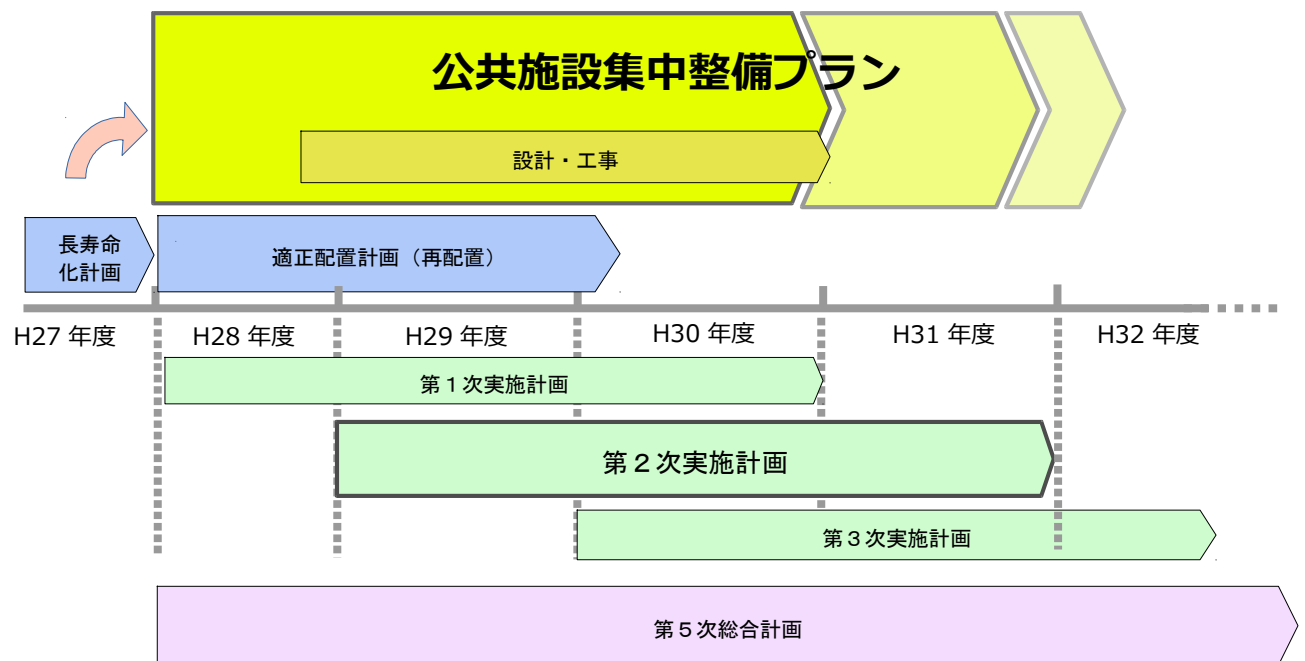 公共施設集中整備プラン
設計・工事
長寿命
化計画
適正配置計画（再配置）
H27 年度
H28 年度
H29 年度
H30 年度
H31 年度
H32 年度
第１次実施計画
第２次実施計画
第３次実施計画
第５次総合計画